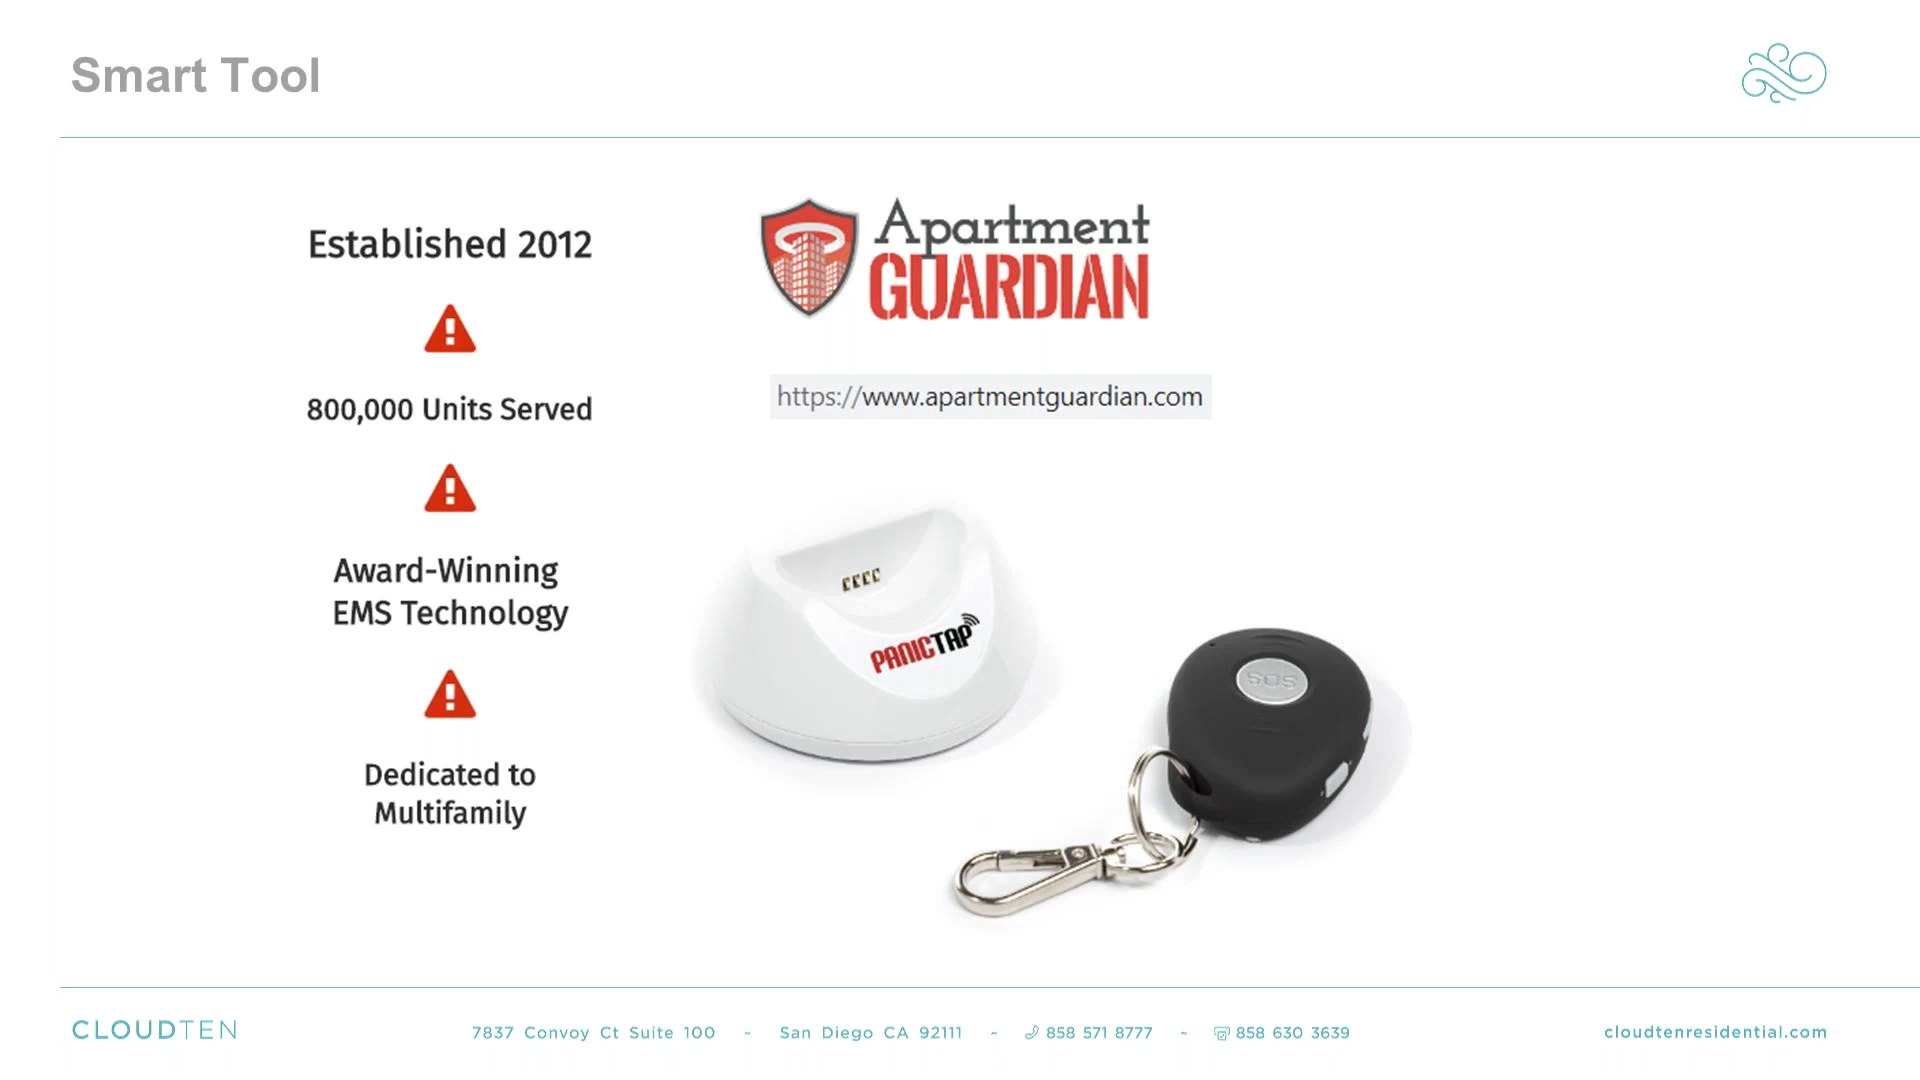 Smart Tool
Established 2012
800,000 Units Served
Award-Winning
EMS Technology
Dedicated to
Multifamily
Apartment
GUARDIAN
https://www.apartmentguardian.com
PANICTAP
SOS
CLOUDTEN
7837 Convoy Ct Suite 100 ~ San Diego CA 92111 ~ 858 571 8777 ~ 858 630 3639
cloudtenresidential.com